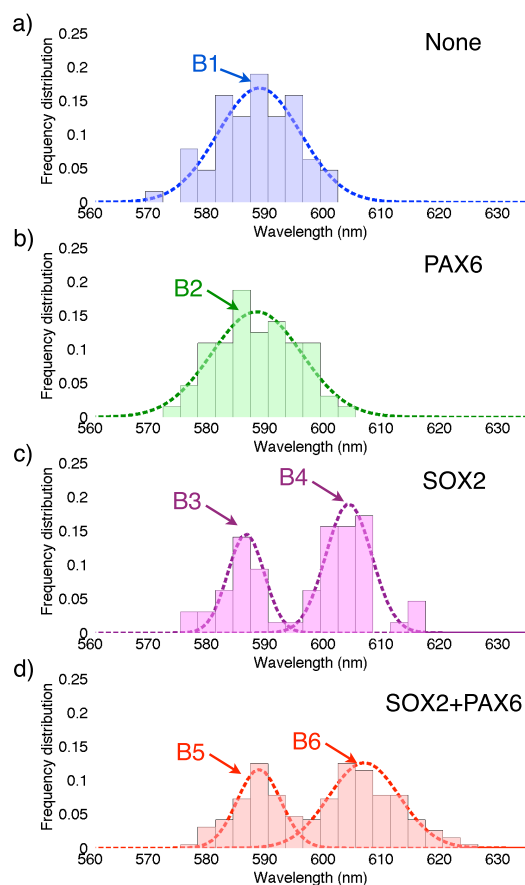 a)
None
B1
Frequency distribution
0.25
0.2
0.15
0.1
0.05
0
560 570 580 590 600 610 620 630
Wavelength (nm)
b)
PAX6
B2
Frequency distribution
0.25
0.2
0.15
0.1
0.05
0
560 570 580 590 600 610 620 630
Wavelength (nm)
c)
SOX2
B3
B4
Frequency distribution
0.25
0.2
0.15
0.1
0.05
0
560 570 580 590 600 610 620 630
Wavelength (nm)
d)
SOX2+PAX6
B5
B6
Frequency distribution
0.25
0.2
0.15
0.1
0.05
0
560 570 580 590 600 610 620 630
Wavelength (nm)